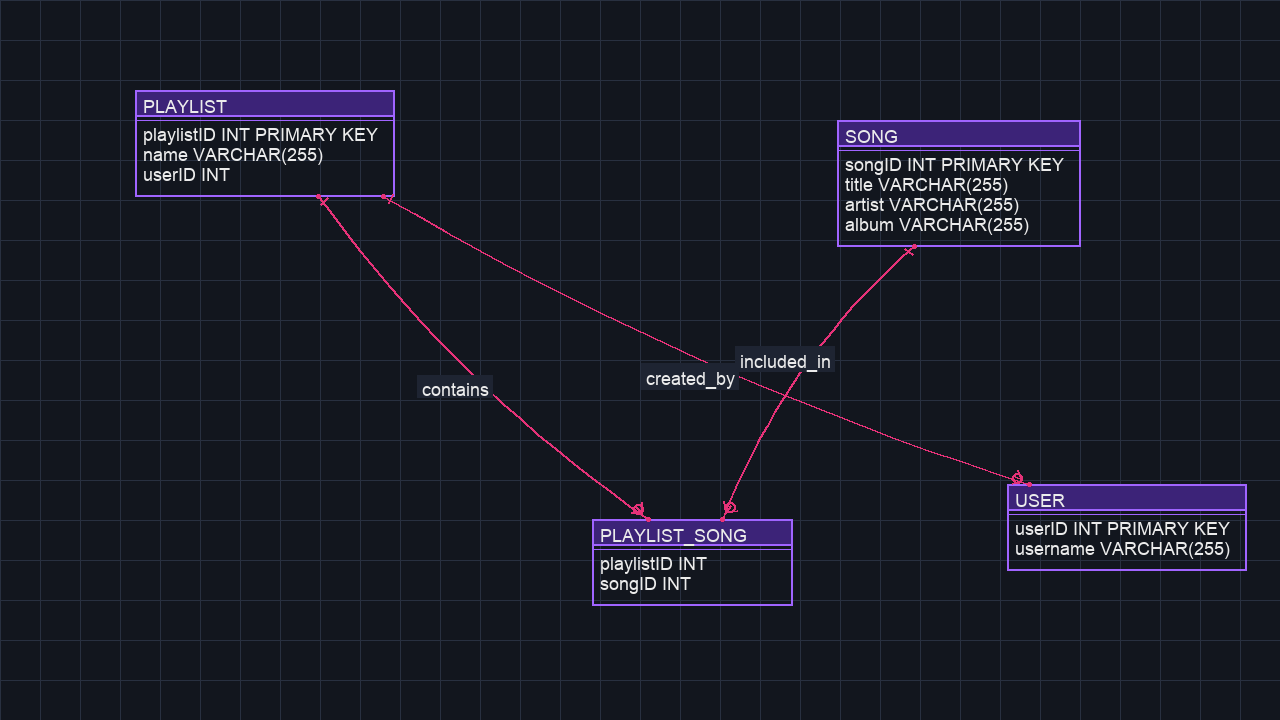 PLAYLIST
playlistID INT PRIMARY KEY
name VARCHAR(255)
userID INT
SONG
songID INT PRIMARY KEY
title VARCHAR(255)
artist VARCHAR(255)
album VARCHAR(255)
included_in
created_by
contains
USER
userID INT PRIMARY KEY
username VARCHAR(255)
PLAYLIST_SONG
playlistID INT
songID INT